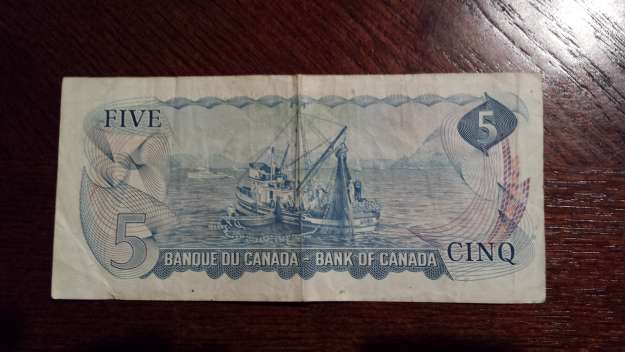 FIVE
5
5
BANQUE DU CANADA - BANK OF CANADA
CINQ